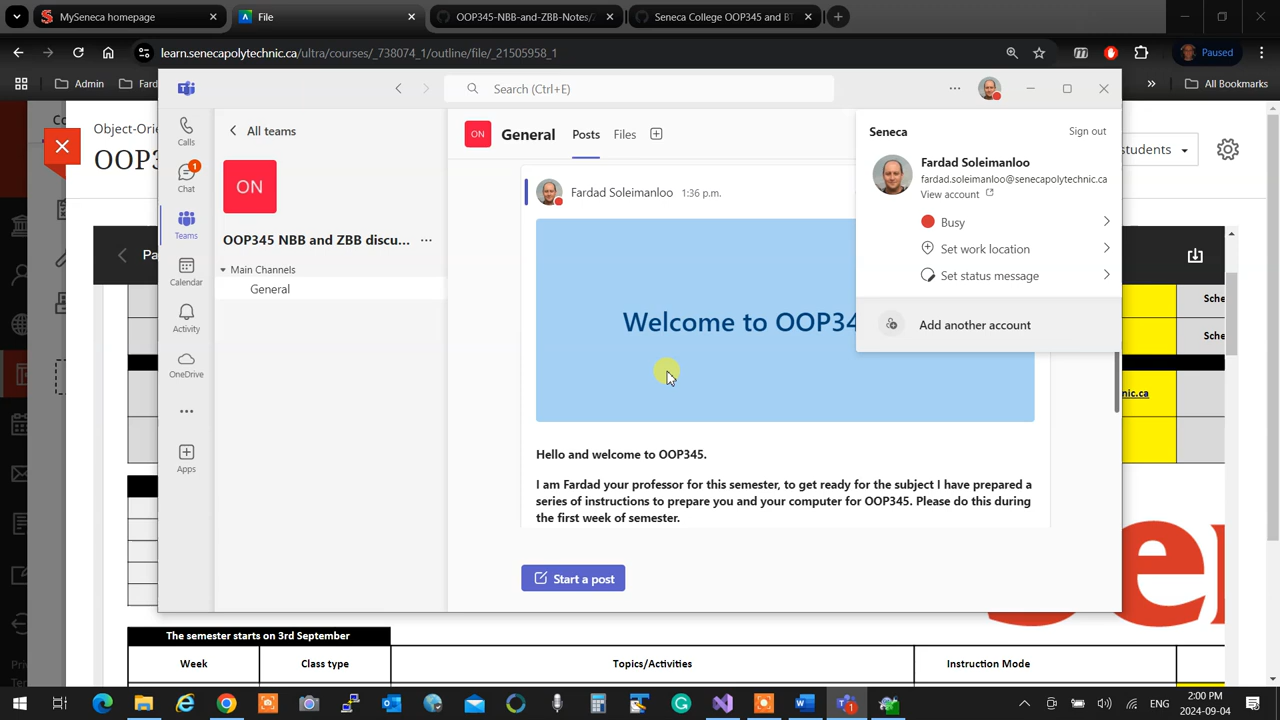 MySeneca homepage
File
OOP345-NBB-and-ZBB-Notes/
Seneca College OOP345 and BT
learn.senecapolytechnic.ca/ultra/courses/_738074_1/outline/file/_21505958_1
Paused
Admin
Fard
All Bookmarks
Object-Orie
OOP3
students
Pa
Search (Ctrl+E)
Calls
Chat
1
Teams
Calendar
Activity
OneDrive
Apps
All teams
ON
OOP345 NBB and ZBB discu...
Main Channels
General
ON
General
Posts
Files
Fardad Soleimanloo 1:36 p.m.
Welcome to OOP34
Hello and welcome to OOP345.
I am Fardad your professor for this semester, to get ready for the subject I have prepared a
series of instructions to prepare you and your computer for OOP345. Please do this during
the first week of semester.
Start a post
Seneca
Sign out
Fardad Soleimanloo
fardad.soleimanloo@senecapolytechnic.ca
View account
Busy
Set work location
Set status message
Add another account
Sche
Sche
nic.ca
Se
The semester starts on 3rd September
Week
Class type
Topics/Activities
Instruction Mode
ENG
2:00 PM
2024-09-04